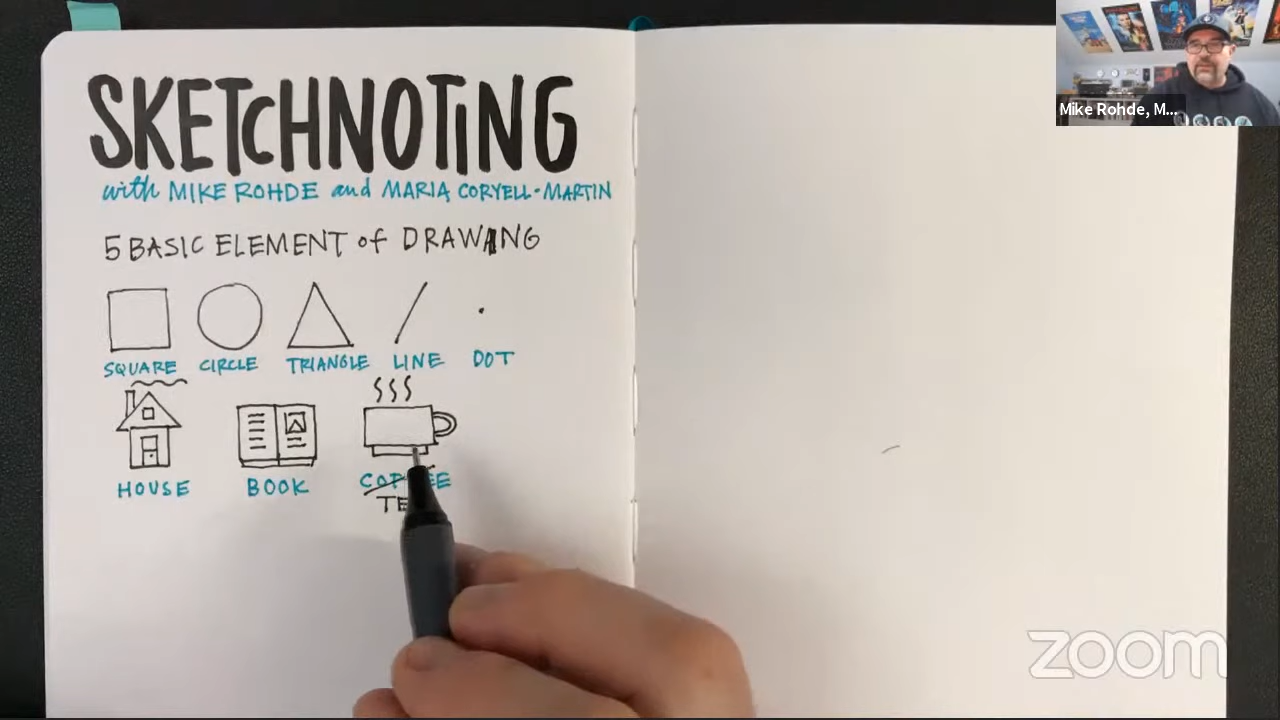 SKETCHNOTING
with MIKE ROHDE and MARIA CORYELL-MARTIN
5 BASIC ELEMENT of DRAWING
SQUARE CIRCLE TRIANGLE LINE DOT
HOUSE BOOK COFFEE
Mike Rohde, M...
zoom